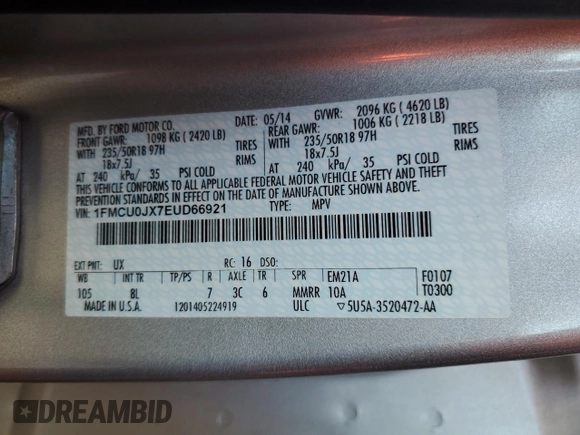 MFD. BY FORD MOTOR CO. DATE: 05/14 GVWR: 2096 KG ( 4620 LB)
FRONT GAWR: 1098 KG ( 2420 LB) REAR GAWR: 1006 KG ( 2218 LB)
WITH 235/50R18 97H TIRES WITH 235/50R18 97H TIRES
18x7.5J RIMS 18x7.5J RIMS
AT 240 kPa/ 35 PSI COLD AT 240 kPa/ 35 PSI COLD
THIS VEHICLE CONFORMS TO ALL APPLICABLE FEDERAL MOTOR VEHICLE SAFETY AND THEFT
PREVENTION STANDARDS IN EFFECT ON THE DATE OF MANUFACTURE SHOWN ABOVE.
VIN: 1FMCU0JX7EUD66921 TYPE: MPV
EXT PNT: UX RC: 16 DSO:
WB INT TR TP/PS R AXLE TR SPR EM21A F0107
105 8L 7 3C 6 MMRR 10A T0300
MADE IN U.S.A. 1201405224919 ULC ▽5U5A-3520472-AA
DREAMBID